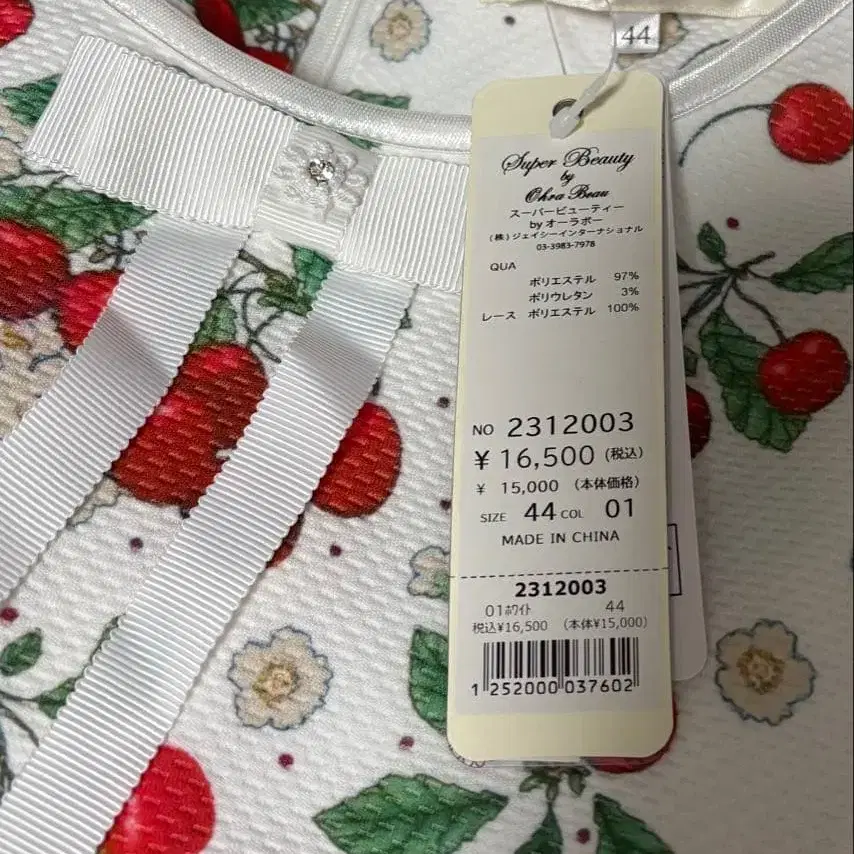 44
Super Beauty
by
Ohra Beau
スーパービューティー
byオーラボー
(株)ジェイシーインターナショナル
03-3983-7978
QUA
ポリエステル 97%
ポリウレタン 3%
レース ポリエステル 100%
NO 2312003
¥ 16,500 (税込)
¥ 15,000 (本体価格)
SIZE 44 COL 01
MADE IN CHINA
2312003
01ﾎﾜｲﾄ 44
税込¥16,500 (本体¥15,000)
1 252000 037602